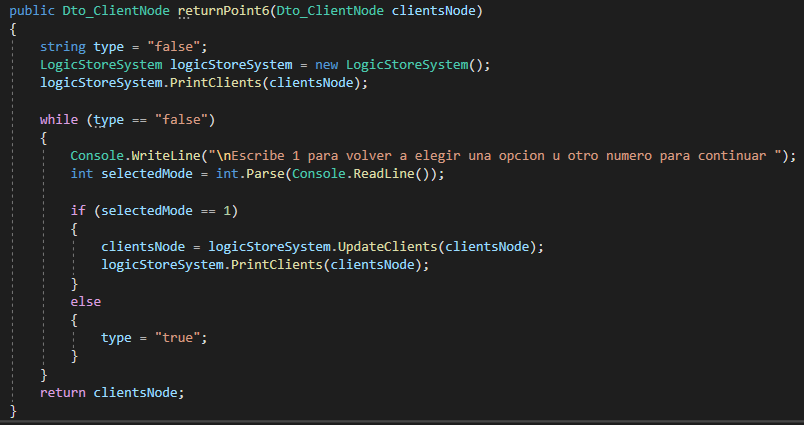 public Dto_ClientNode returnPoint6(Dto_ClientNode clientsNode)
{
    string type = "false";
    LogicStoreSystem logicStoreSystem = new LogicStoreSystem();
    logicStoreSystem.PrintClients(clientsNode);

    while (type == "false")
    {
        Console.WriteLine("\nEscribe 1 para volver a elegir una opcion u otro numero para continuar ");
        int selectedMode = int.Parse(Console.ReadLine());

        if (selectedMode == 1)
        {
            clientsNode = logicStoreSystem.UpdateClients(clientsNode);
            logicStoreSystem.PrintClients(clientsNode);
        }
        else
        {
            type = "true";
        }
    }
    return clientsNode;
}